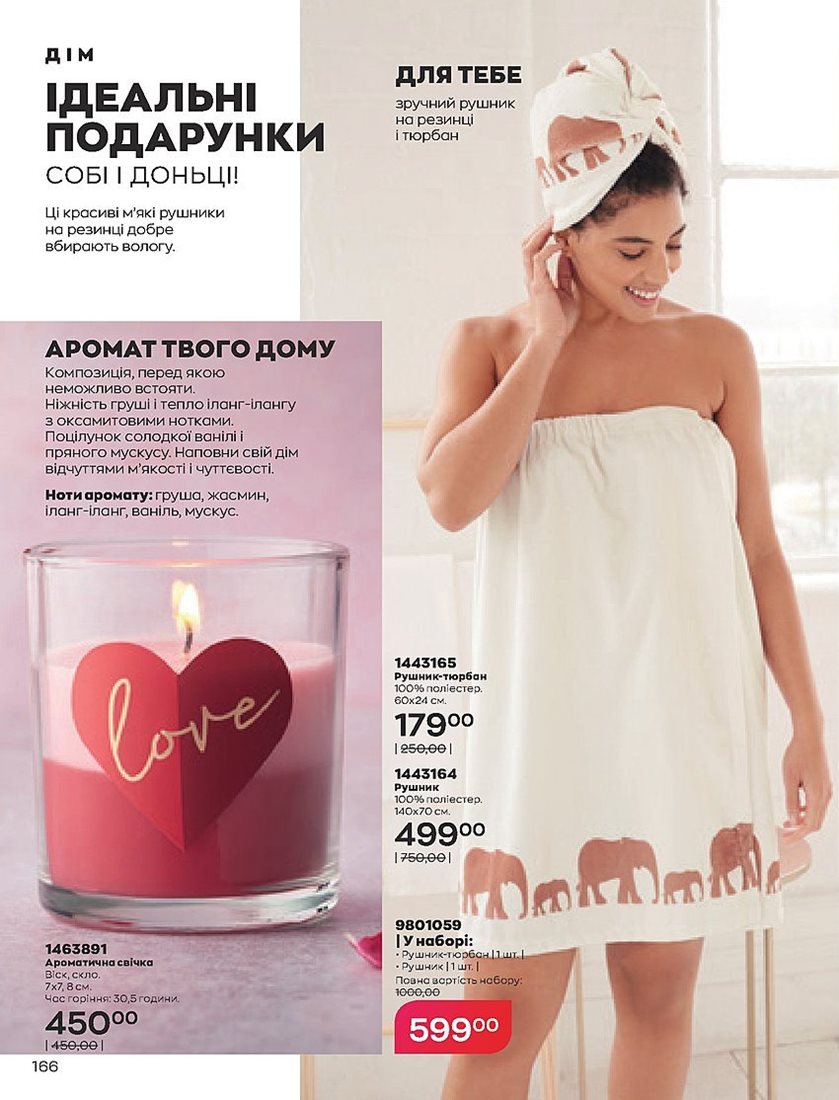 ДІМ
ІДЕАЛЬНІ
ПОДАРУНКИ
СОБІ І ДОНЬЦІ!
Ці красиві м'які рушники
на резинці добре
вбирають вологу.
ДЛЯ ТЕБЕ
зручний рушник
на резинці
і тюрбан
АРОМАТ ТВОГО ДОМУ
Композиція, перед якою
неможливо встояти.
Ніжність груші і тепло іланг-ілангу
з оксамитовими нотками.
Поцілунок солодкої ванілі і
пряного мускусу. Наповни свій дім
відчуттями м'якості і чуттєвості.
Ноти аромату: груша, жасмин,
іланг-іланг, ваніль, мускус.
love
1463891
Ароматична свічка
Віск, скло.
7х7, 8 см.
Час горіння: 30,5 години.
450⁰⁰
| 450,00 |
1443165
Рушник-тюрбан
100% поліестер.
60х24 см.
179⁰⁰
| 250,00 |
1443164
Рушник
100% поліестер.
140х70 см.
499⁰⁰
| 750,00 |
9801059
| У наборі:
• Рушник-тюрбан | 1 шт. |
• Рушник | 1 шт. |
Повна вартість набору:
1000,00
599⁰⁰
166